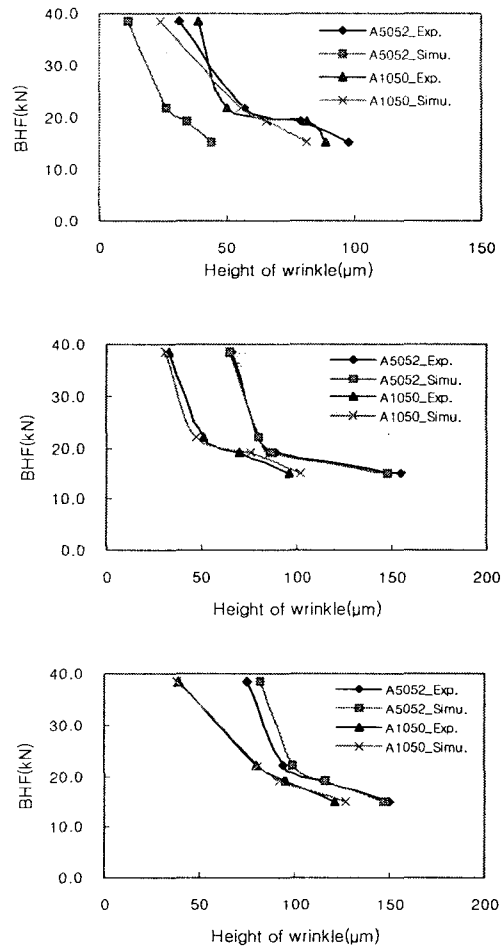 40.0
30.0
20.0
10.0
0.0
BHF(kN)
A5052_Exp.
A5052_Simu.
A1050_Exp.
A1050_Simu.
0 50 100 150
Height of wrinkle(μm)
40.0
30.0
20.0
10.0
0.0
BHF(kN)
A5052_Exp.
A5052_Simu.
A1050_Exp.
A1050_Simu.
0 50 100 150 200
Height of wrinkle(μm)
40.0
30.0
20.0
10.0
0.0
BHF(kN)
A5052_Exp.
A5052_Simu.
A1050_Exp.
A1050_Simu.
0 50 100 150 200
Height of wrinkle(μm)